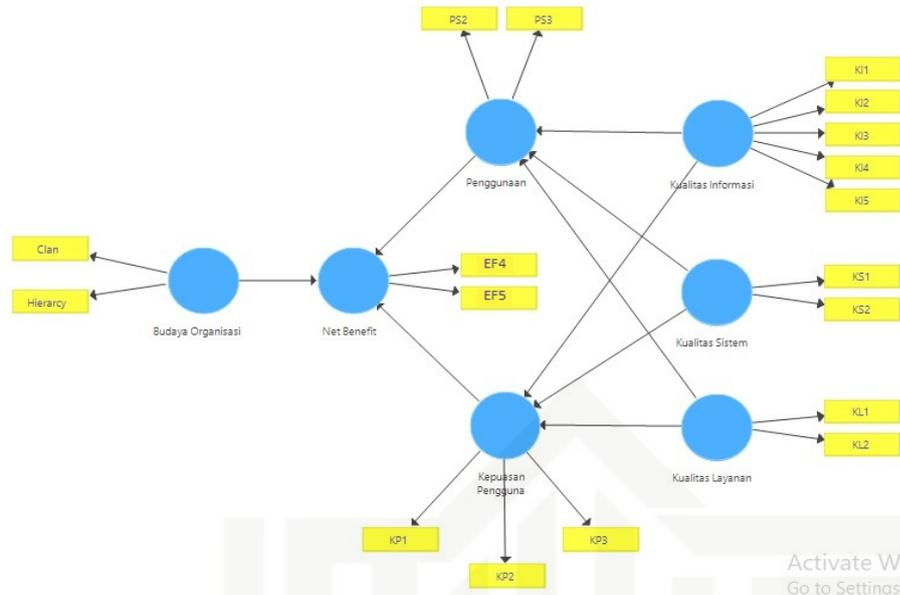 PS2
PS3
KI1
KI2
KI3
KI4
KI5
Penggunaan
Kualitas Informasi
Clan
Hierarcy
EF4
EF5
KS1
KS2
Budaya Organisasi
Net Benefit
Kualitas Sistem
KL1
KL2
Kepuasan
Pengguna
Kualitas Layanan
KP1
KP3
KP2
Activate W
Go to Settings